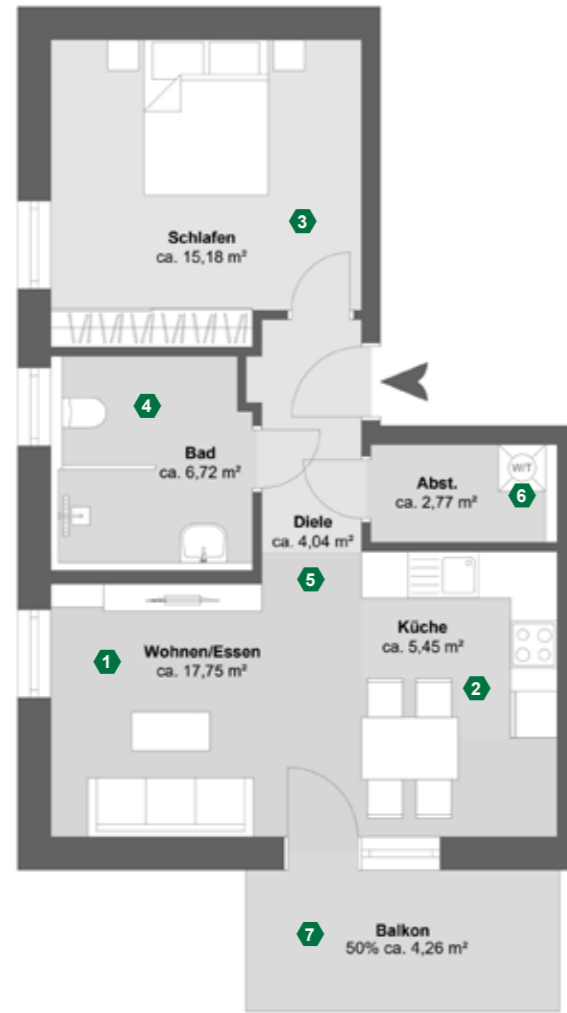 3
Schlafen
ca. 15,18 m²
4
Bad
ca. 6,72 m²
W/T
Abst.
ca. 2,77 m²
6
Diele
ca. 4,04 m²
5
Küche
ca. 5,45 m²
2
Wohnen/Essen
ca. 17,75 m²
1
7
Balkon
50% ca. 4,26 m²